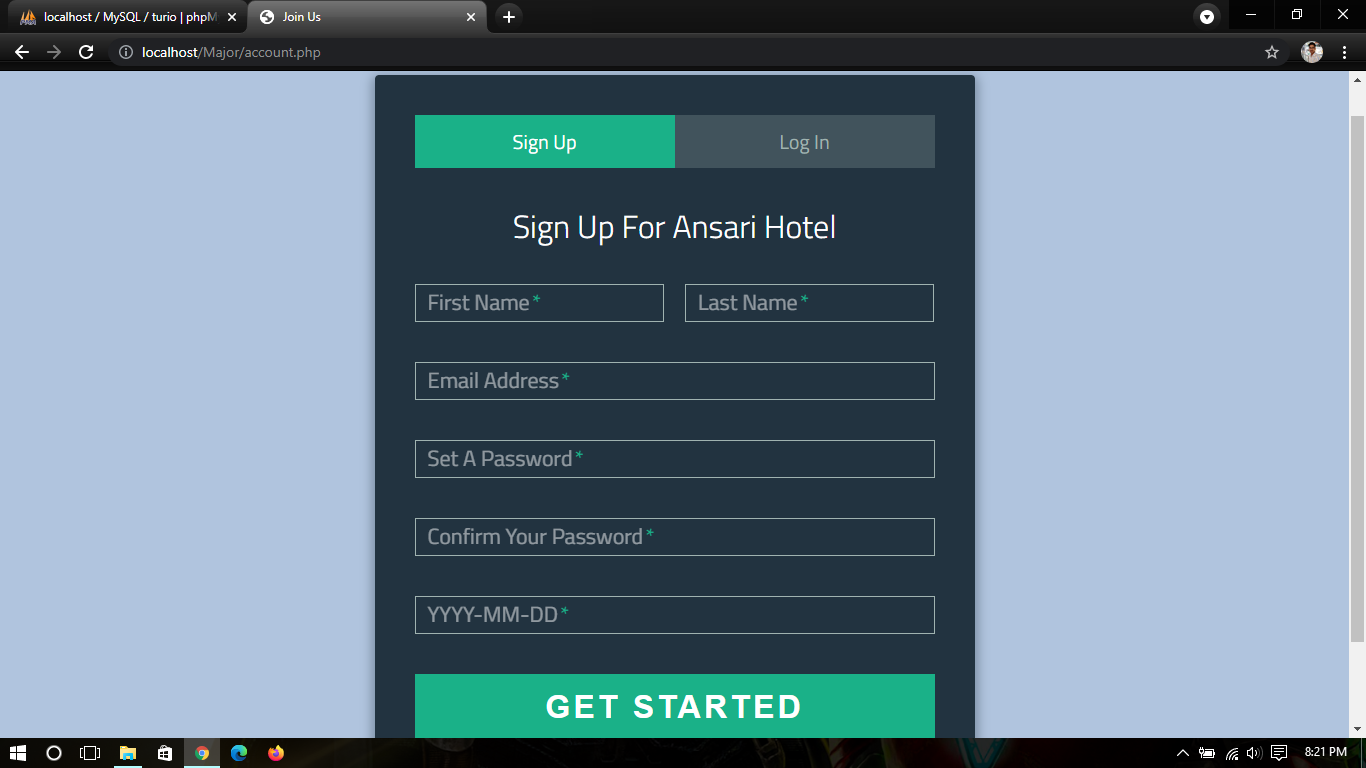 localhost / MySQL / turio | phpM
Join Us
localhost/Major/account.php
Sign Up
Log In
Sign Up For Ansari Hotel
First Name*
Last Name*
Email Address*
Set A Password*
Confirm Your Password*
YYYY-MM-DD*
GET STARTED
8:21 PM